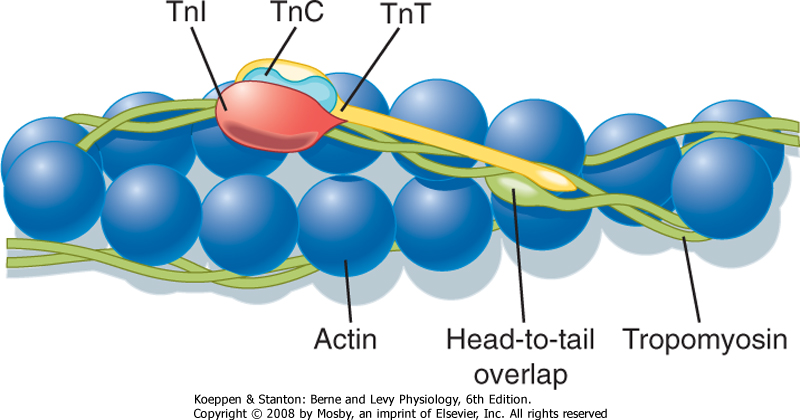 TnI TnC TnT
Actin Head-to-tail overlap Tropomyosin
Koeppen & Stanton: Berne and Levy Physiology, 6th Edition.
Copyright © 2008 by Mosby, an imprint of Elsevier, Inc. All rights reserved